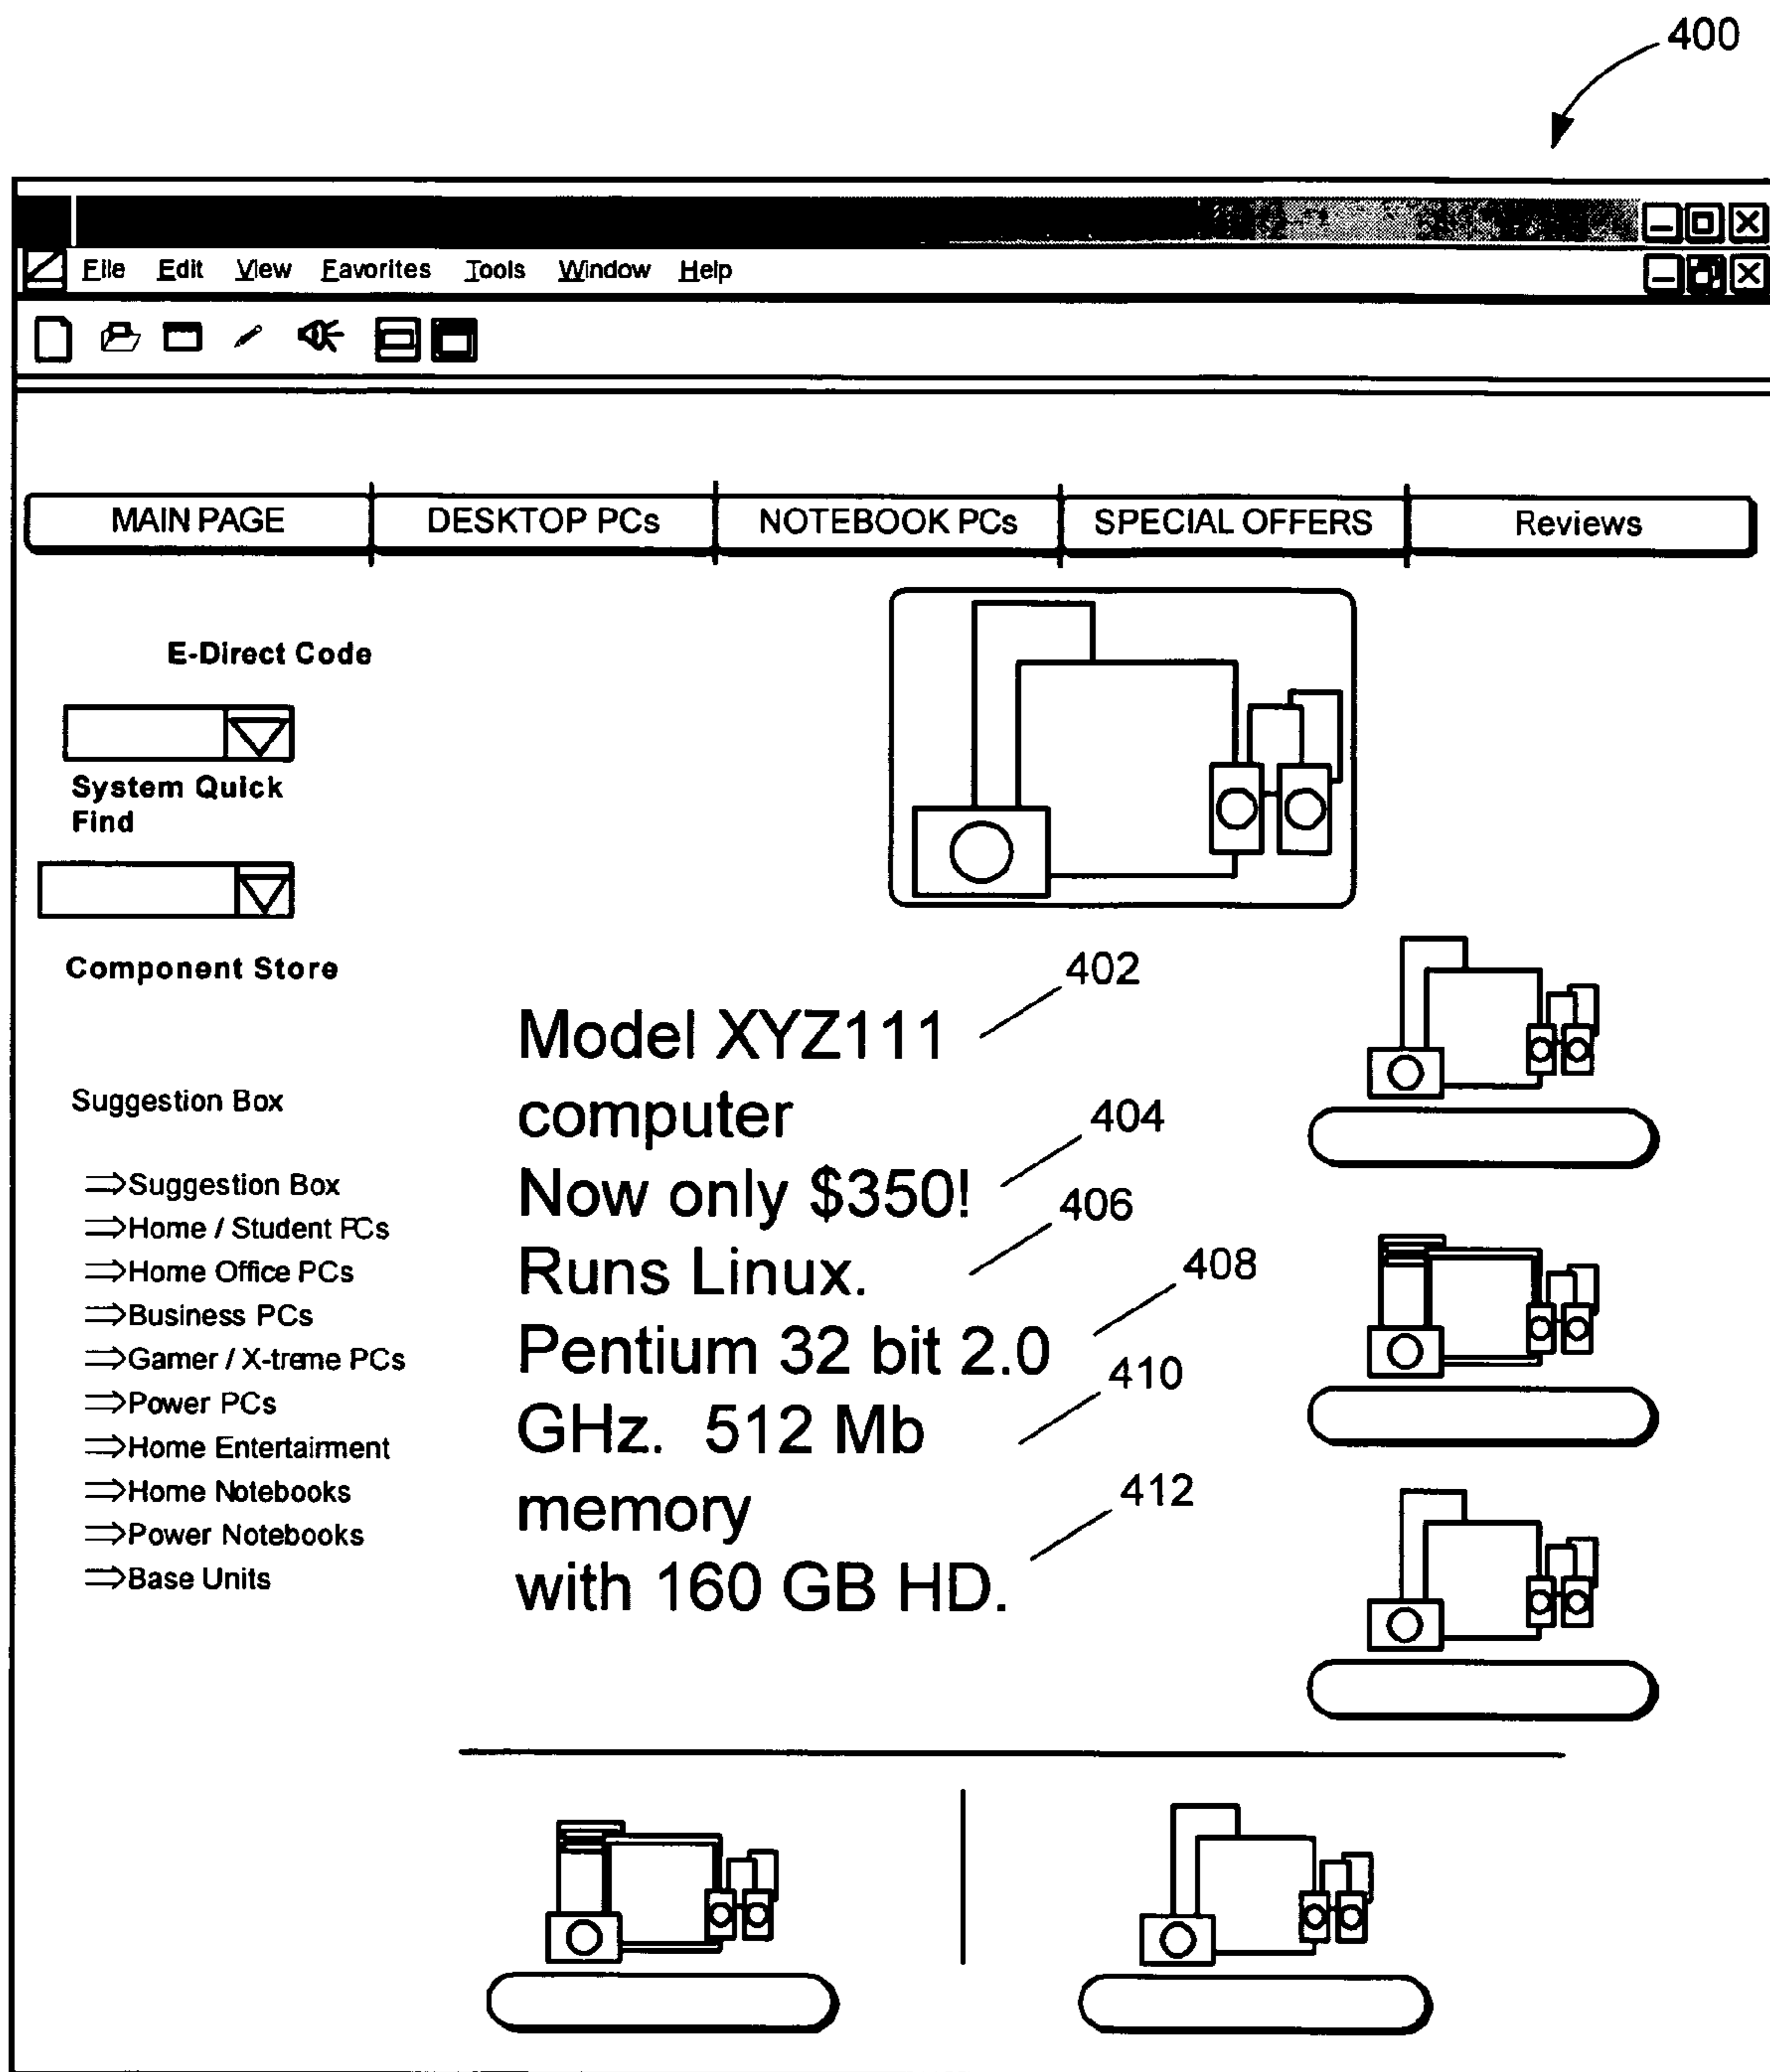 400
File Edit View Favorites Tools Window Help
MAIN PAGE DESKTOP PCs NOTEBOOK PCs SPECIAL OFFERS Reviews
E-Direct Code
System Quick
Find
Component Store
Suggestion Box
⇒Suggestion Box
⇒Home / Student PCs
⇒Home Office PCs
⇒Business PCs
⇒Gamer / X-treme PCs
⇒Power PCs
⇒Home Entertairment
⇒Home Notebooks
⇒Power Notebooks
⇒Base Units
402
Model XYZ111
computer
404
Now only $350!
406
Runs Linux.
408
Pentium 32 bit 2.0
410
GHz. 512 Mb
memory
412
with 160 GB HD.